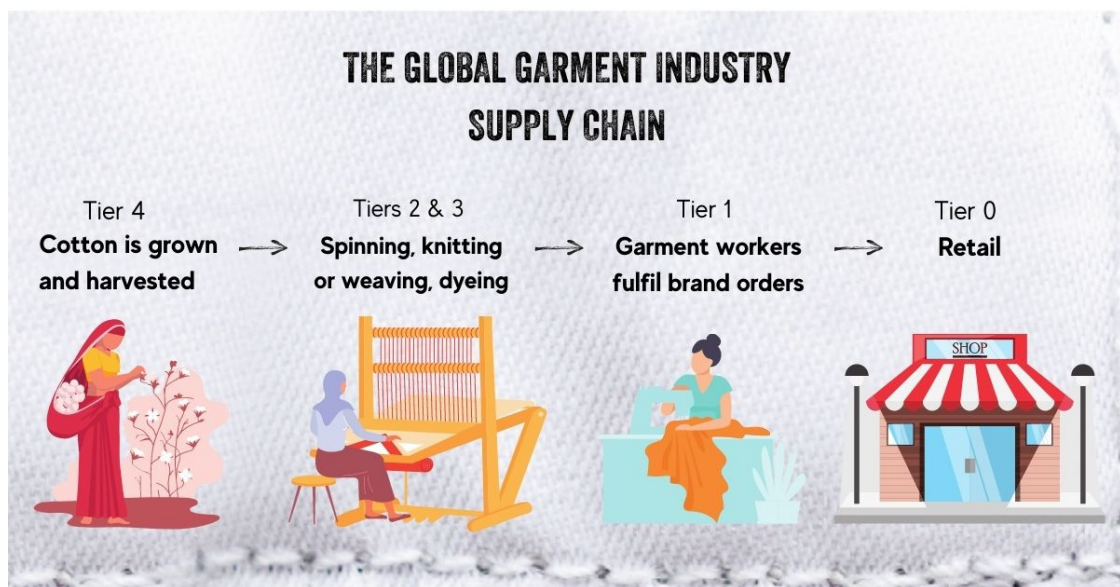 THE GLOBAL GARMENT INDUSTRY
SUPPLY CHAIN
Tier 4
Cotton is grown
and harvested
Tiers 2 & 3
Spinning, knitting
or weaving, dyeing
Tier 1
Garment workers
fulfil brand orders
Tier 0
Retail
SHOP